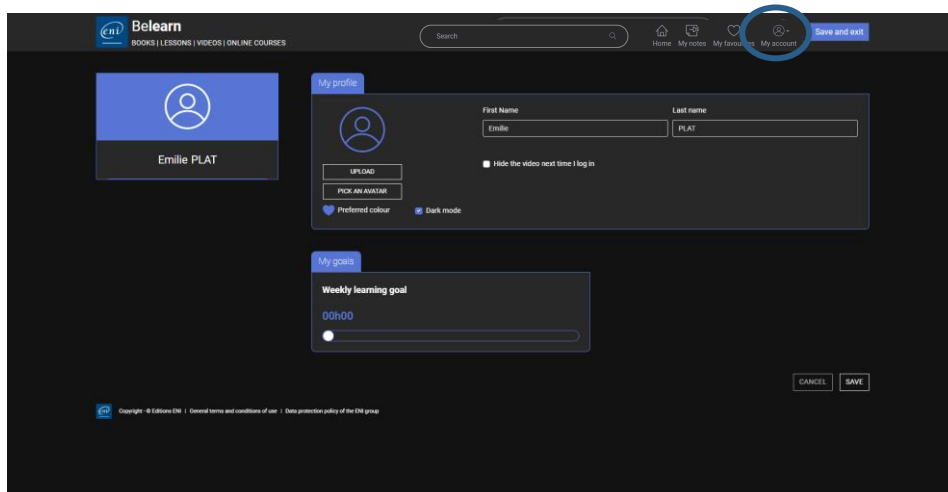 eni
Belearn
BOOKS | LESSONS | VIDEOS | ONLINE COURSES
Search
Home
My notes
My favourites
My account
Save and exit
Emilie PLAT
My profile
UPLOAD
PICK AN AVATAR
Preferred colour
Dark mode
First Name
Emilie
Last name
PLAT
Hide the video next time I log in
My goals
Weekly learning goal
00h00
CANCEL
SAVE
eni
Copyright - © Editions ENI | General terms and conditions of use | Data protection policy of the ENI group